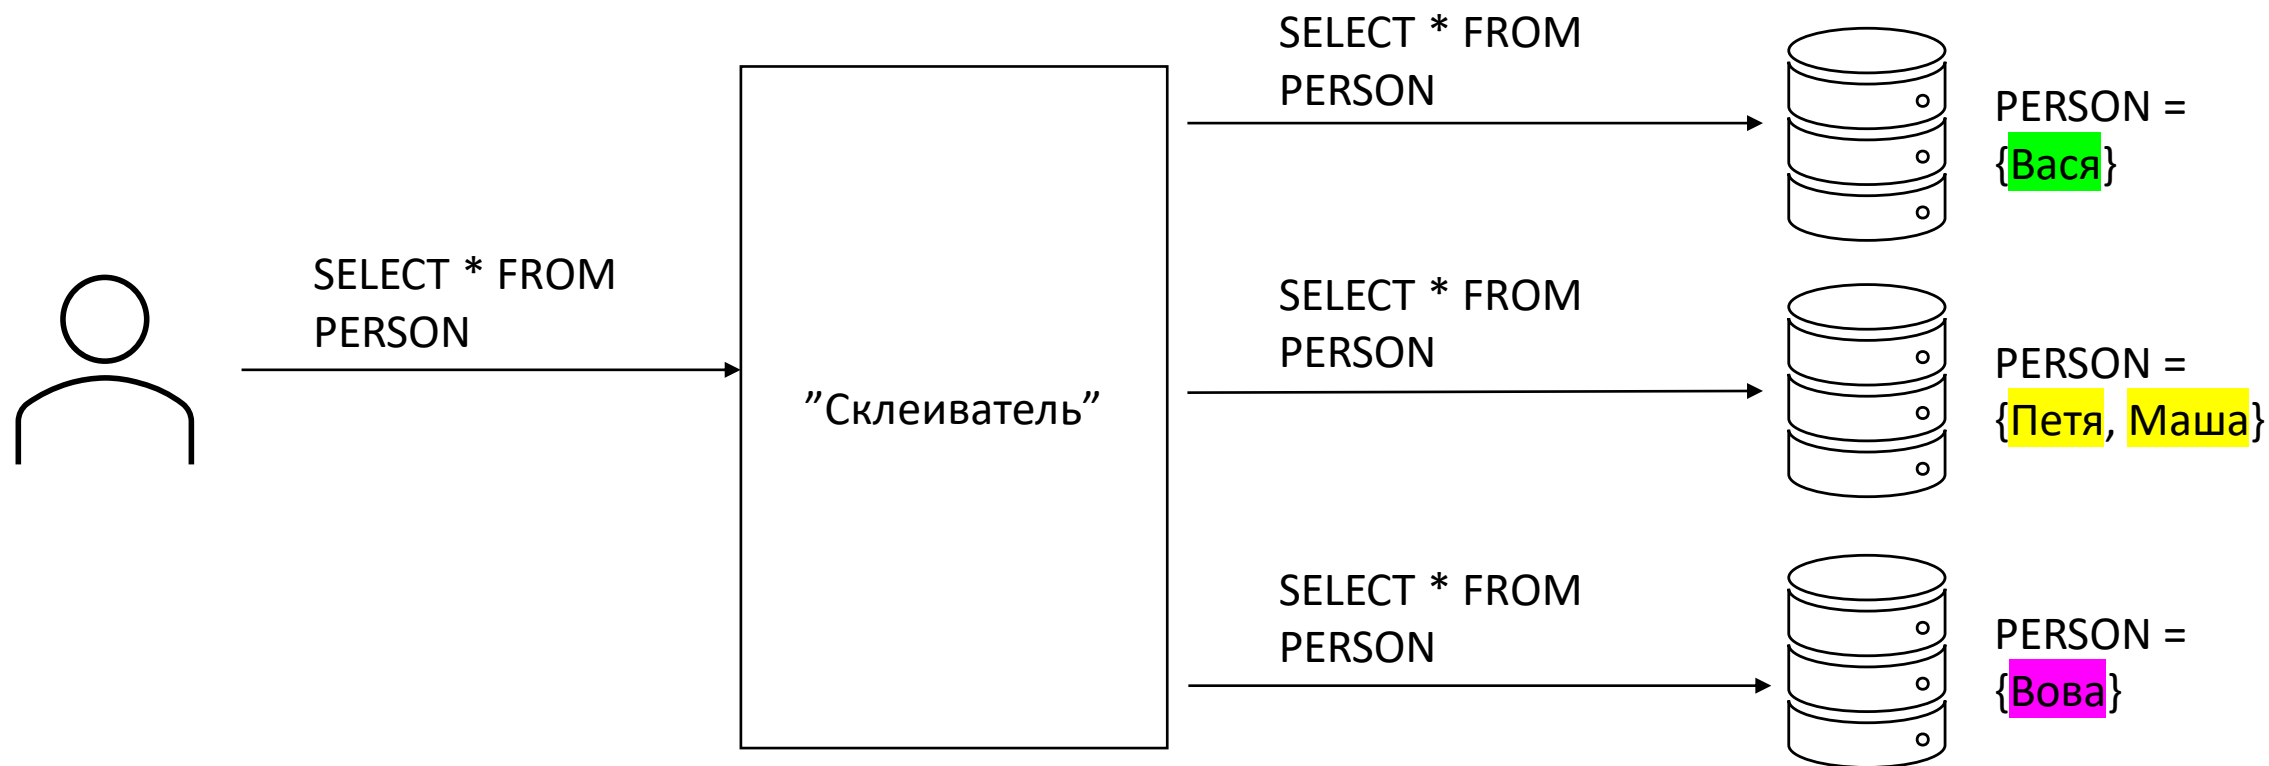 SELECT * FROM
PERSON
”Склеиватель”
SELECT * FROM
PERSON
PERSON =
{Вася}
SELECT * FROM
PERSON
PERSON =
{Петя, Маша}
SELECT * FROM
PERSON
PERSON =
{Вова}